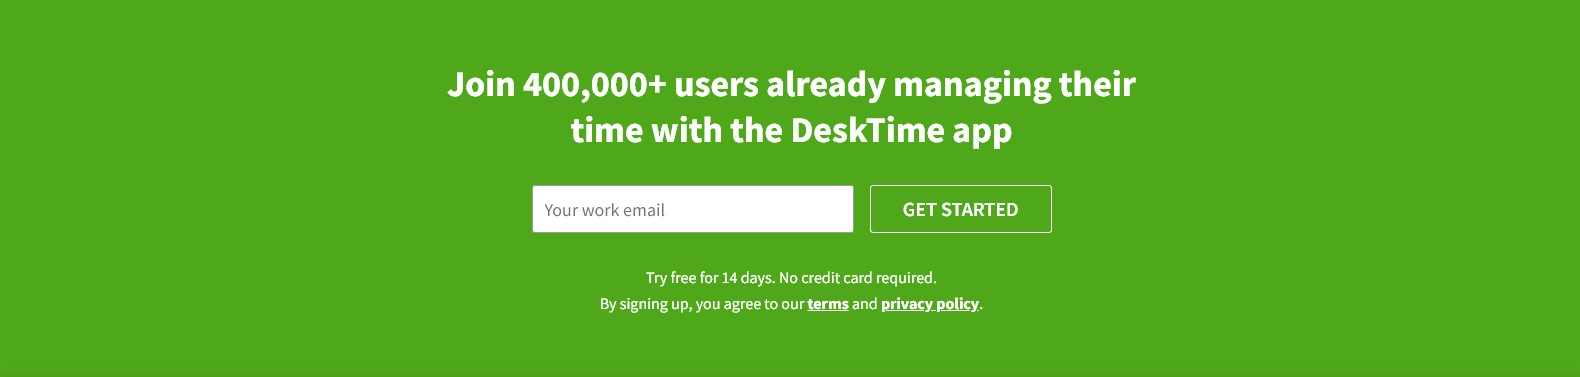 Join 400,000+ users already managing their
time with the DeskTime app
Your work email
GET STARTED
Try free for 14 days. No credit card required.
By signing up, you agree to our terms and privacy policy.